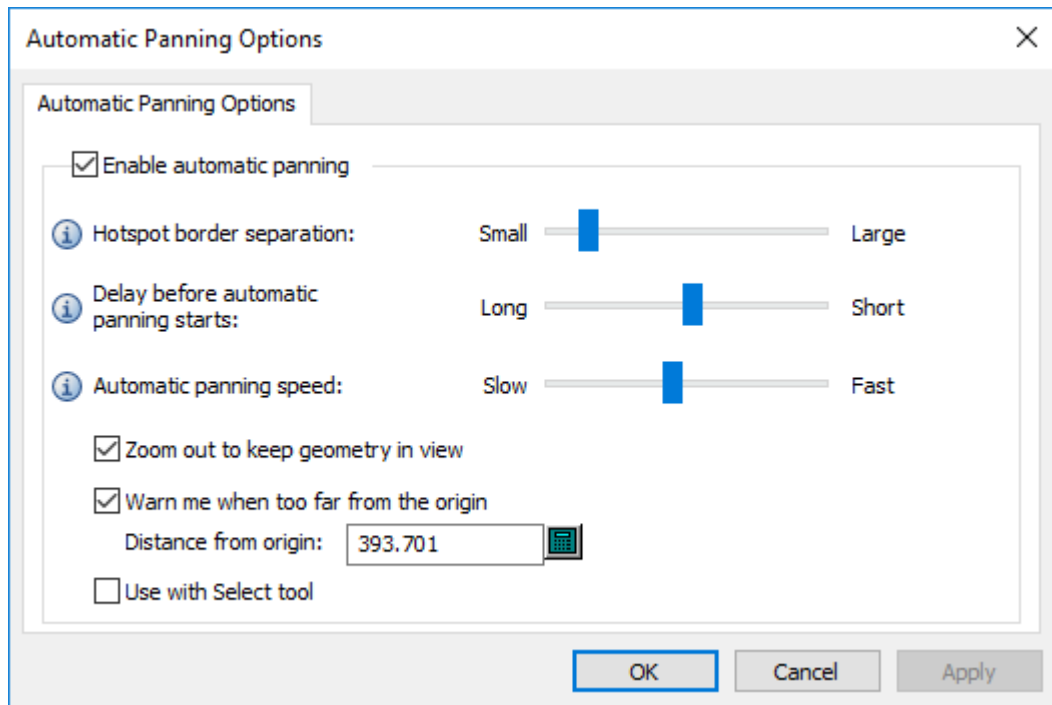 Automatic Panning Options
Automatic Panning Options
Enable automatic panning
Hotspot border separation: Small Large
Delay before automatic
panning starts: Long Short
Automatic panning speed: Slow Fast
Zoom out to keep geometry in view
Warn me when too far from the origin
Distance from origin: 393.701
Use with Select tool
OK Cancel Apply